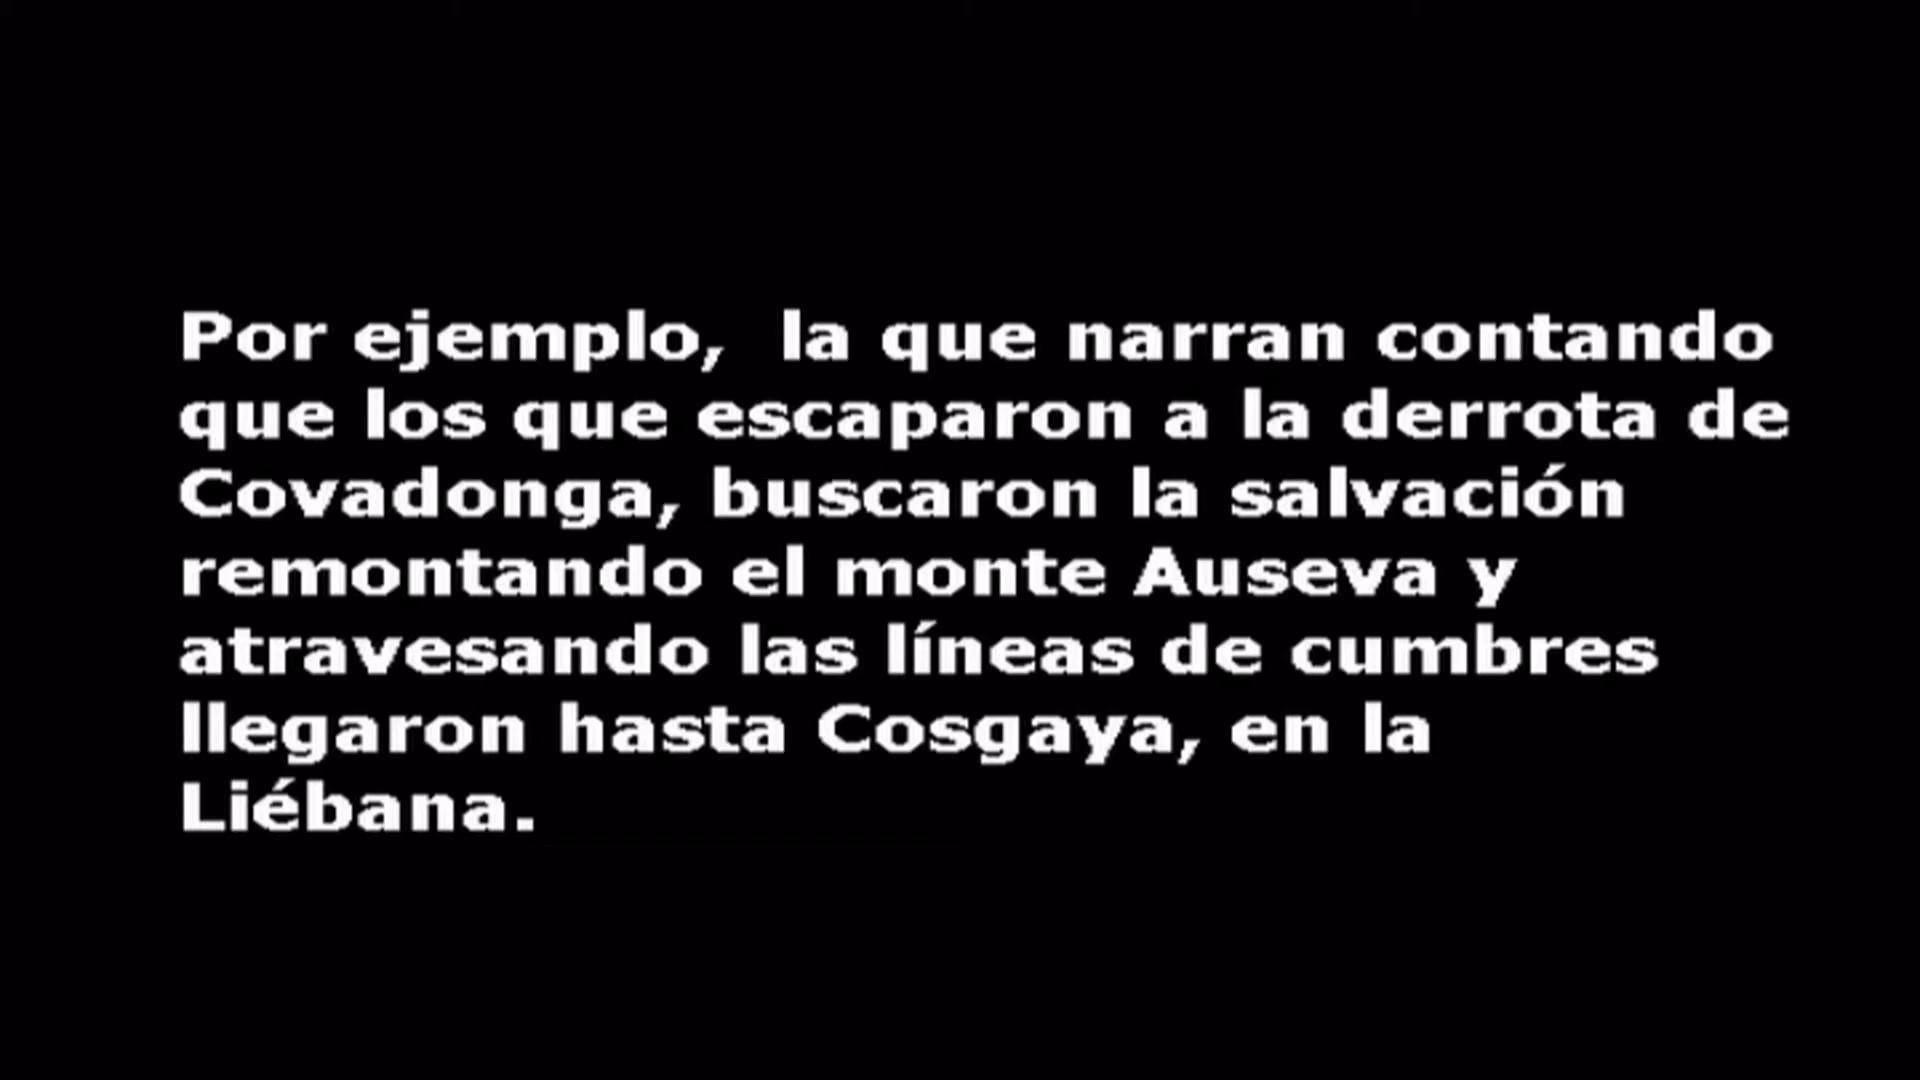 Por ejemplo,  la que narran contando
que los que escaparon a la derrota de
Covadonga, buscaron la salvación
remontando el monte Auseva y
atravesando las líneas de cumbres
llegaron hasta Cosgaya, en la
Liébana.